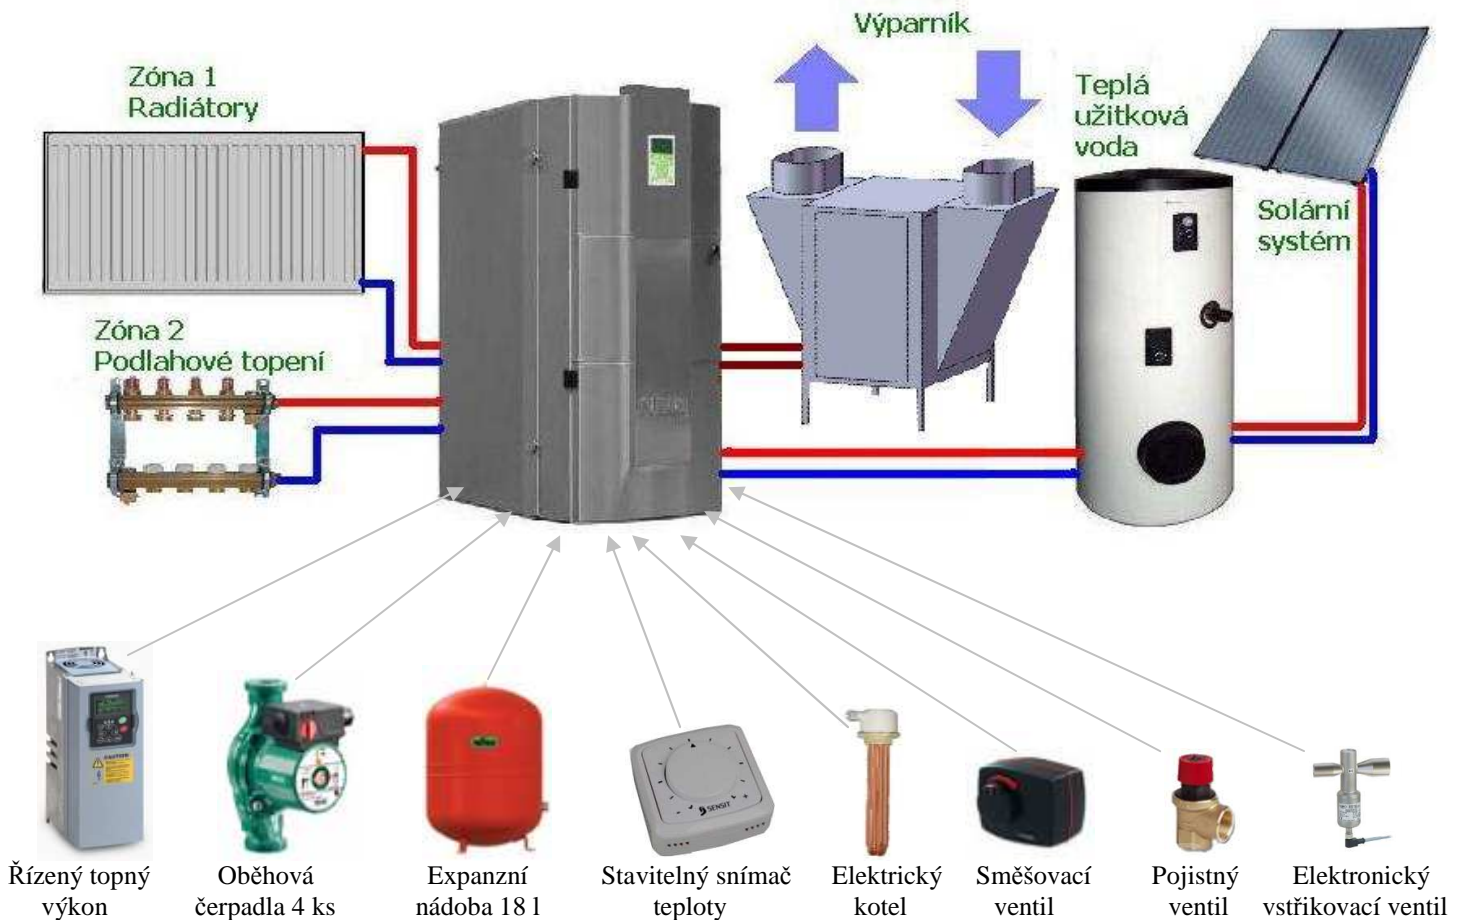 Výparník
Zóna 1
Radiátory
Teplá
užitková
voda
Solární
systém
Zóna 2
Podlahové topení
SENSIT
Řízený topný
výkon
Oběhová
čerpadla 4 ks
Expanzní
nádoba 18 l
Stavitelný snímač
teploty
Elektrický
kotel
Směšovací
ventil
Pojistný
ventil
Elektronický
vstřikovací ventil